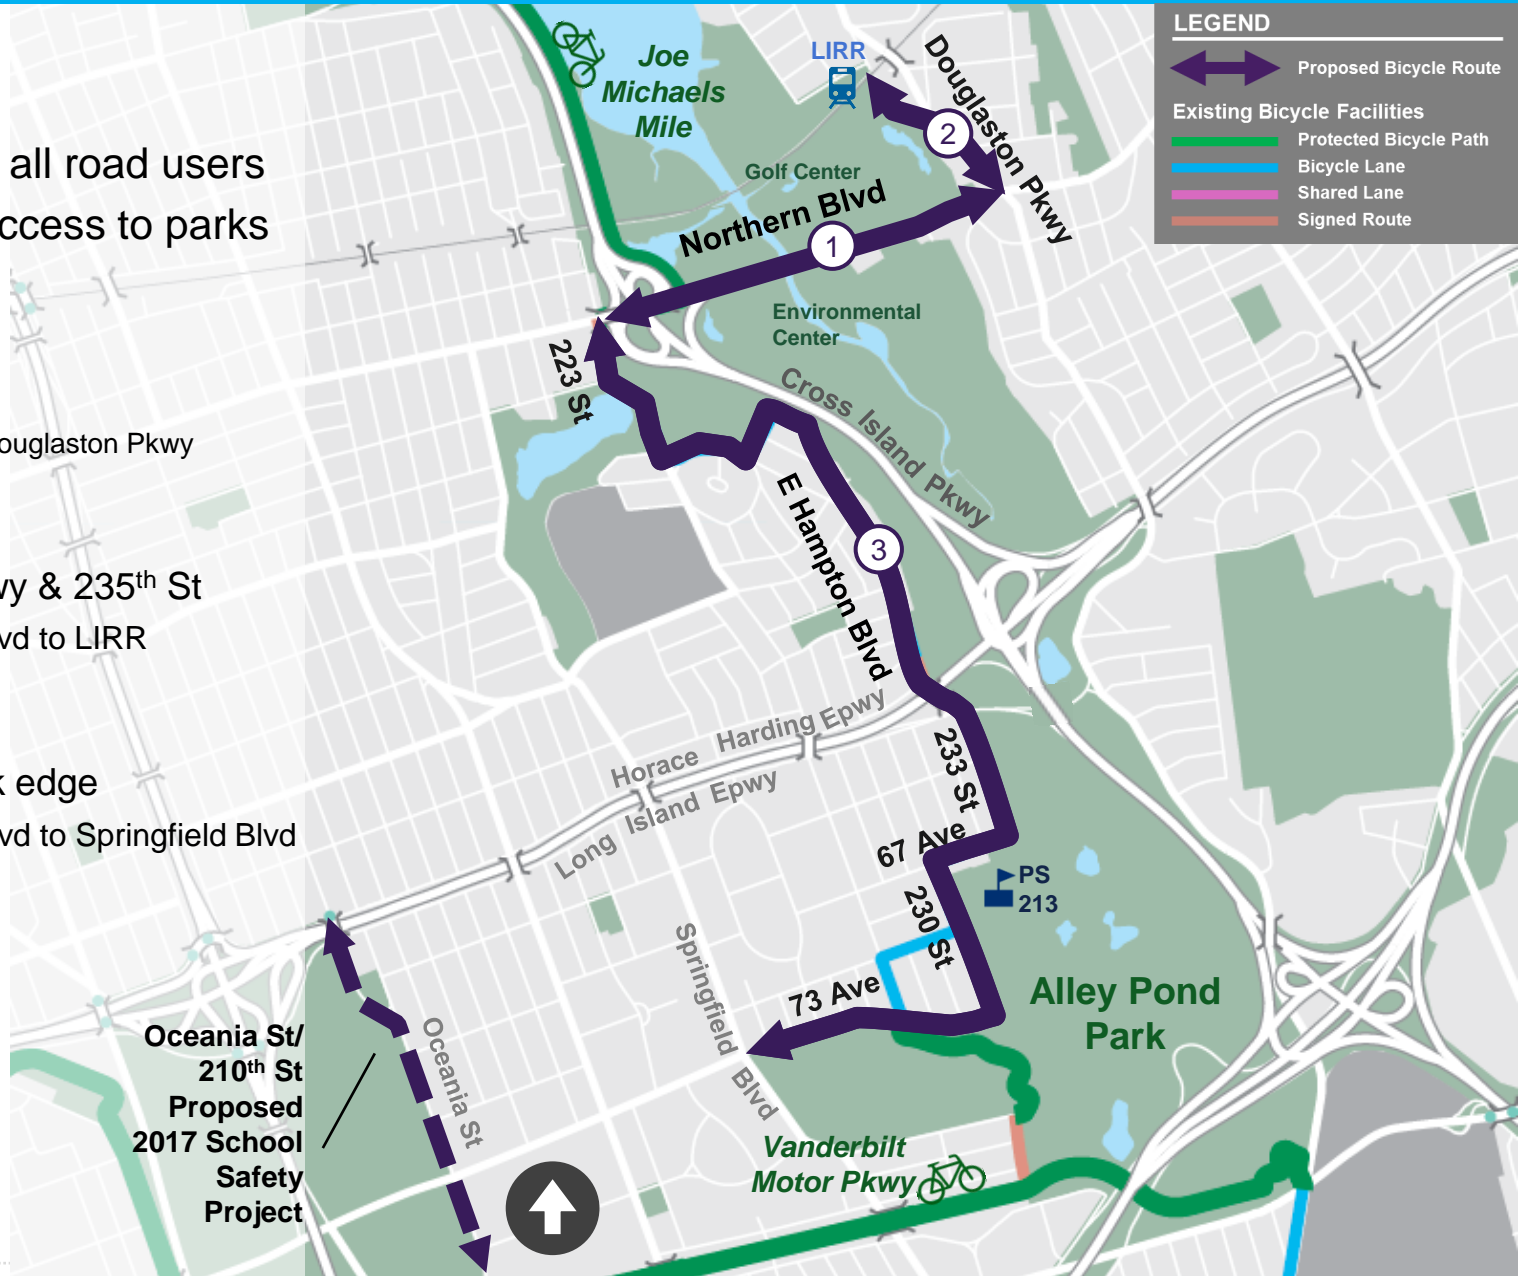 all road users
ccess to parks
ouglaston Pkwy
wy & 235th St
vd to LIRR
k edge
vd to Springfield Blvd
Oceania St/
210th St
Proposed
2017 School
Safety
Project
Joe
Michaels
Mile
LIRR
Douglaston Pkwy
2
Golf Center
Northern Blvd
1
Environmental
Center
223 St
Cross Island Pkwy
E Hampton Blvd
3
Horace Harding Epwy
Long Island Epwy
233 St
67 Ave
PS
213
230 St
73 Ave
Springfield Blvd
Oceania St
Alley Pond
Park
Vanderbilt
Motor Pkwy
LEGEND
Proposed Bicycle Route
Existing Bicycle Facilities
Protected Bicycle Path
Bicycle Lane
Shared Lane
Signed Route